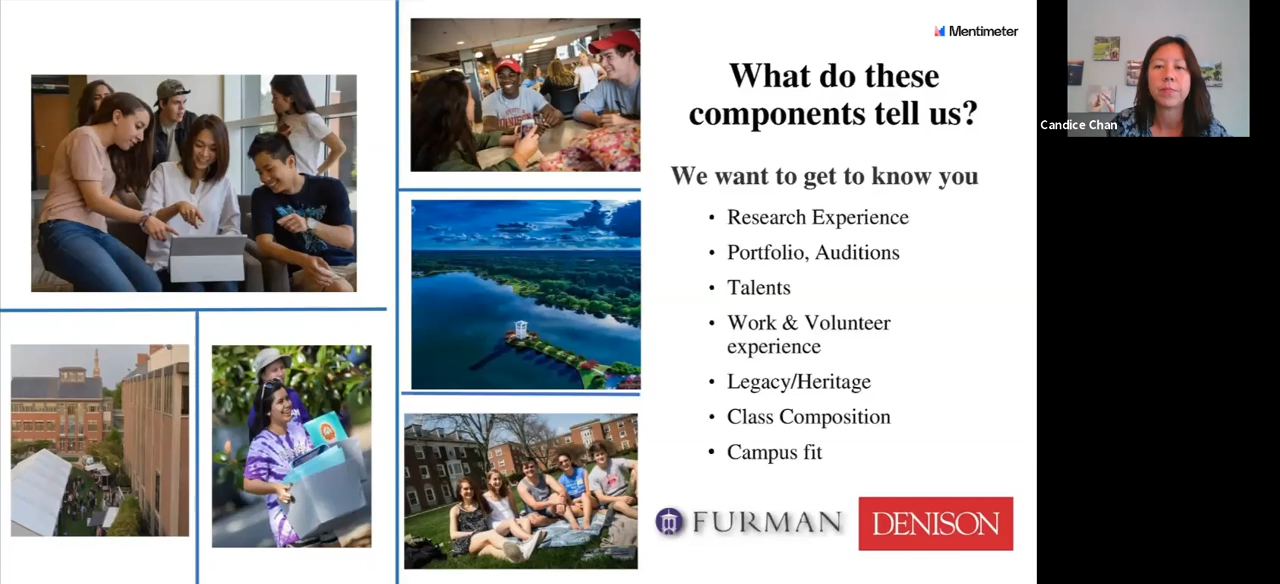 Mentimeter
What do these
components tell us?
We want to get to know you
• Research Experience
• Portfolio, Auditions
• Talents
• Work & Volunteer
experience
• Legacy/Heritage
• Class Composition
• Campus fit
FURMAN
DENISON
Candice Chan